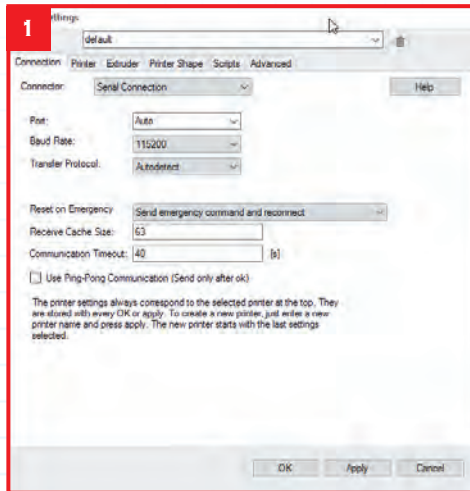 1
ettings
default
Connection Printer Extruder Printer Shape Scripts Advanced
Connector: Serial Connection Help
Port: Auto
Baud Rate: 115200
Transfer Protocol: Autodetect
Reset on Emergency Send emergency command and reconnect
Receive Cache Size: 63
Communication Timeout: 40 [s]
Use Ping-Pong Communication (Send only after ok)
The printer settings always correspond to the selected printer at the top. They
are stored with every OK or apply. To create a new printer, just enter a new
printer name and press apply. The new printer starts with the last settings
selected.
OK Apply Cancel